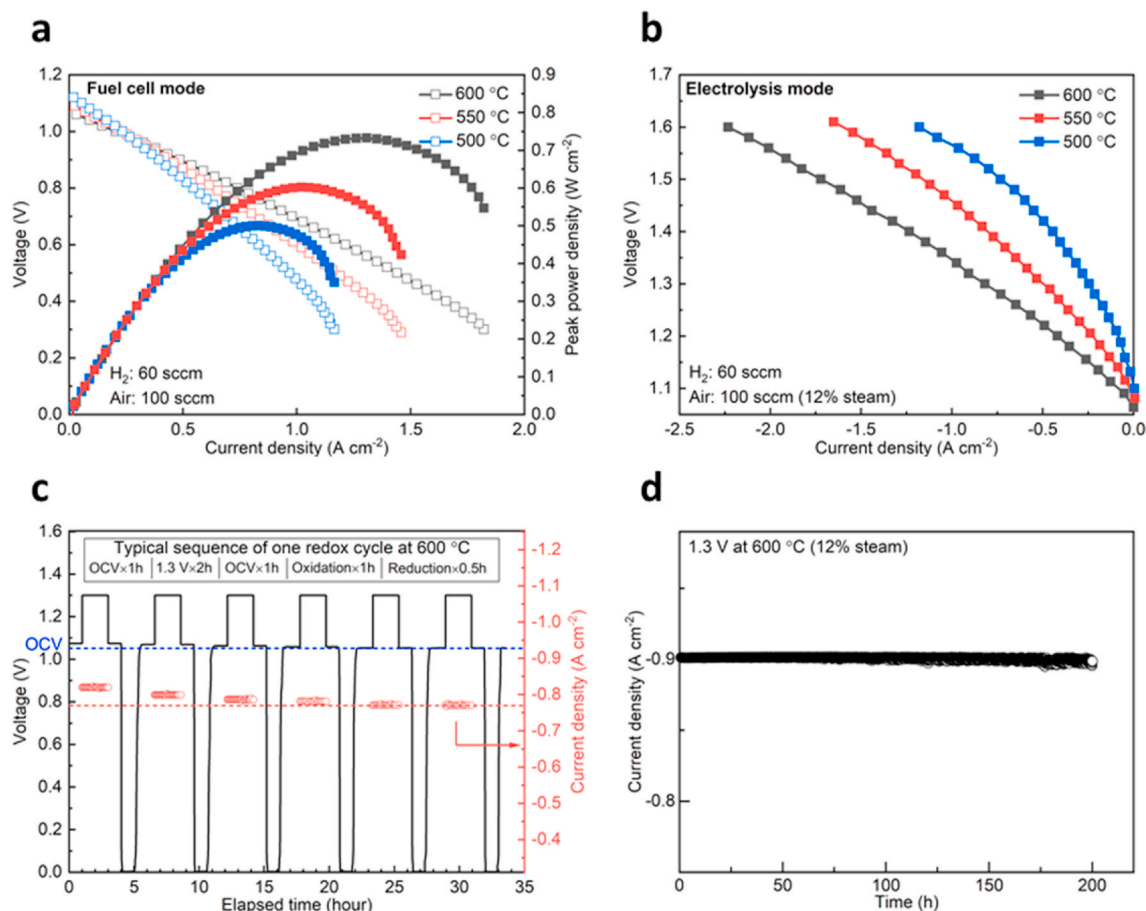 a
Fuel cell mode
600 °C
550 °C
500 °C
H₂: 60 sccm
Air: 100 sccm
Voltage (V)
1.2
1.0
0.8
0.6
0.4
0.2
0.0
Peak power density (W cm⁻²)
0.9
0.8
0.7
0.6
0.5
0.4
0.3
0.2
0.1
0.0
0.0 0.5 1.0 1.5 2.0
Current density (A cm⁻²)
b
Electrolysis mode
600 °C
550 °C
500 °C
H₂: 60 sccm
Air: 100 sccm (12% steam)
Voltage (V)
1.7
1.6
1.5
1.4
1.3
1.2
1.1
-2.5 -2.0 -1.5 -1.0 -0.5 0.0
Current density (A cm⁻²)
c
Typical sequence of one redox cycle at 600 °C
OCV×1h | 1.3 V×2h | OCV×1h | Oxidation×1h | Reduction×0.5h
OCV
Voltage (V)
1.6
1.4
1.2
1.0
0.8
0.6
0.4
0.2
0.0
Current density (A cm⁻²)
-1.2
-1.1
-1.0
-0.9
-0.8
-0.7
-0.6
-0.5
-0.4
0 5 10 15 20 25 30 35
Elapsed time (hour)
d
1.3 V at 600 °C (12% steam)
Current density (A cm⁻²)
-0.9
-0.8
0 50 100 150 200
Time (h)